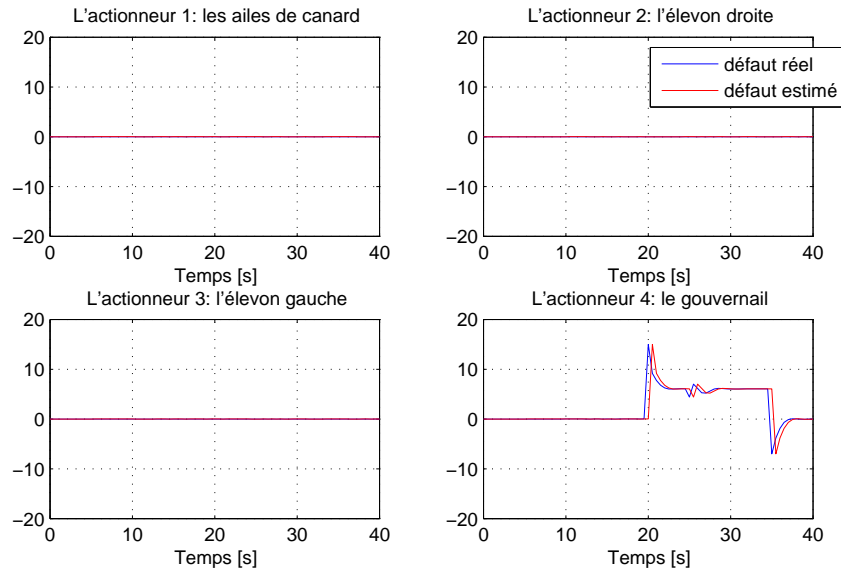 L'actionneur 1: les ailes de canard
20
10
0
−10
−20
0 10 20 30 40
Temps [s]
L'actionneur 2: l'élevon droite
défaut réel
défaut estimé
20
10
0
−10
−20
0 10 20 30 40
Temps [s]
L'actionneur 3: l'élevon gauche
20
10
0
−10
−20
0 10 20 30 40
Temps [s]
L'actionneur 4: le gouvernail
20
10
0
−10
−20
0 10 20 30 40
Temps [s]